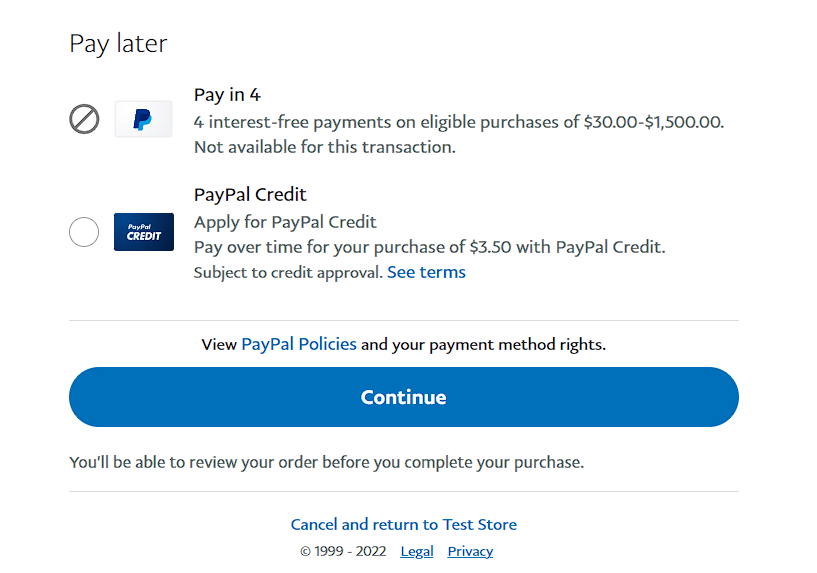 Pay later
Pay in 4
4 interest-free payments on eligible purchases of $30.00-$1,500.00.
Not available for this transaction.
PayPal Credit
PayPal
CREDIT
Apply for PayPal Credit
Pay over time for your purchase of $3.50 with PayPal Credit.
Subject to credit approval. See terms
View PayPal Policies and your payment method rights.
Continue
You'll be able to review your order before you complete your purchase.
Cancel and return to Test Store
© 1999 - 2022 Legal Privacy